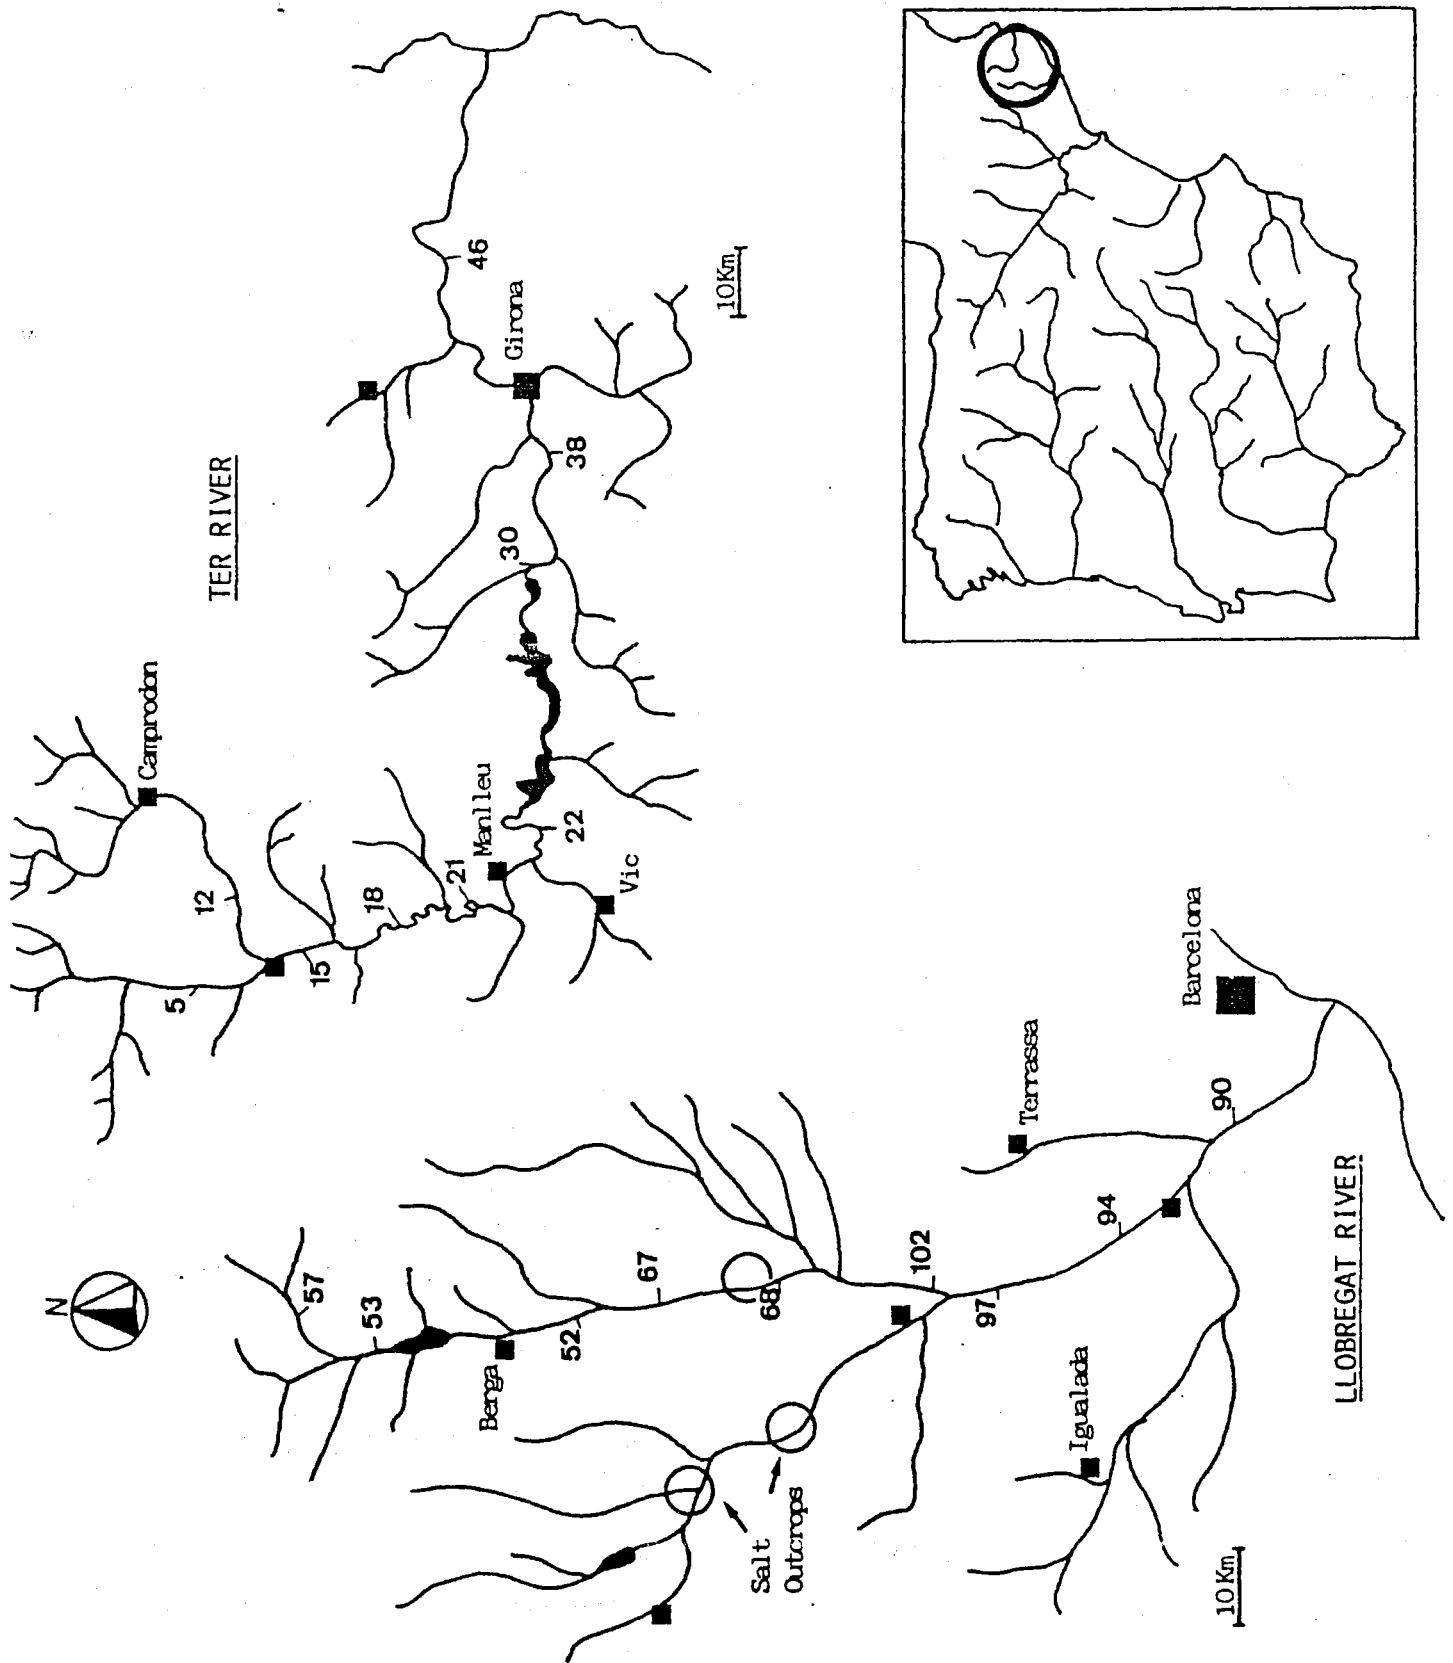 N
TER RIVER
Camprodon
12
5
15
18
21
Manlleu
22
Vic
30
38
Girona
46
10Km
57
53
Berga
52
67
68
Salt
Outcrops
102
97
94
Terrassa
Igualada
90
Barcelona
LLOBREGAT RIVER
10Km